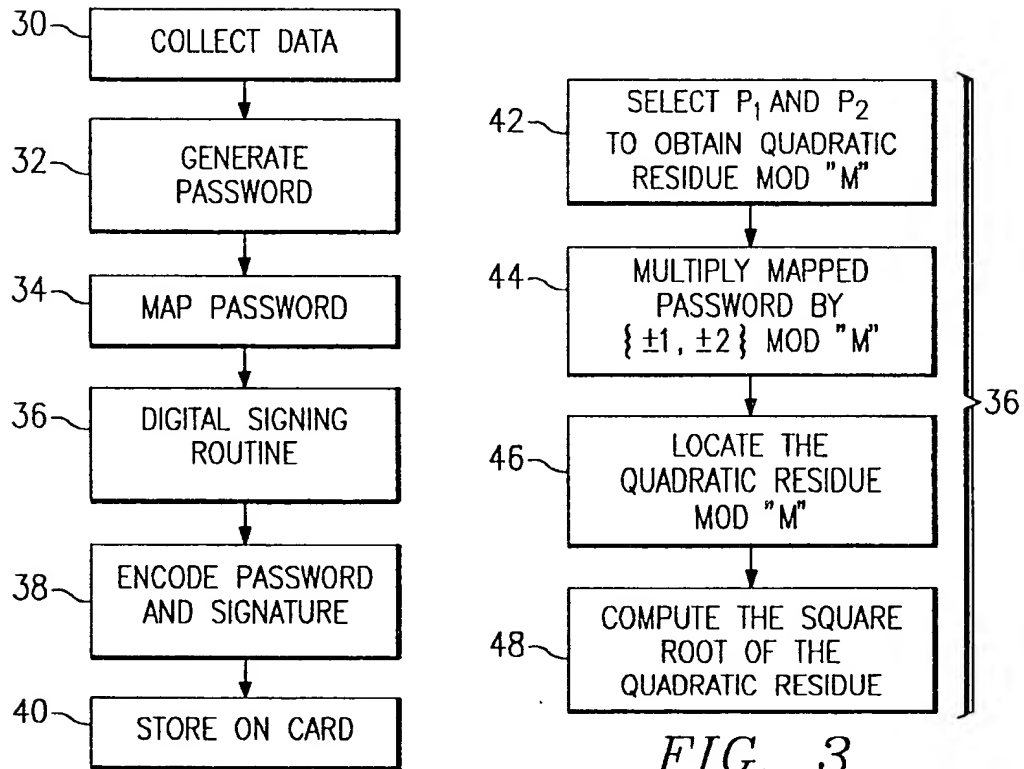 30
COLLECT DATA
32
GENERATE
PASSWORD
34
MAP PASSWORD
36
DIGITAL SIGNING
ROUTINE
38
ENCODE PASSWORD
AND SIGNATURE
40
STORE ON CARD
42
SELECT P₁ AND P₂
TO OBTAIN QUADRATIC
RESIDUE MOD "M"
44
MULTIPLY MAPPED
PASSWORD BY
{±1, ±2} MOD "M"
46
LOCATE THE
QUADRATIC RESIDUE
MOD "M"
48
COMPUTE THE SQUARE
ROOT OF THE
QUADRATIC RESIDUE
36
FIG. 3